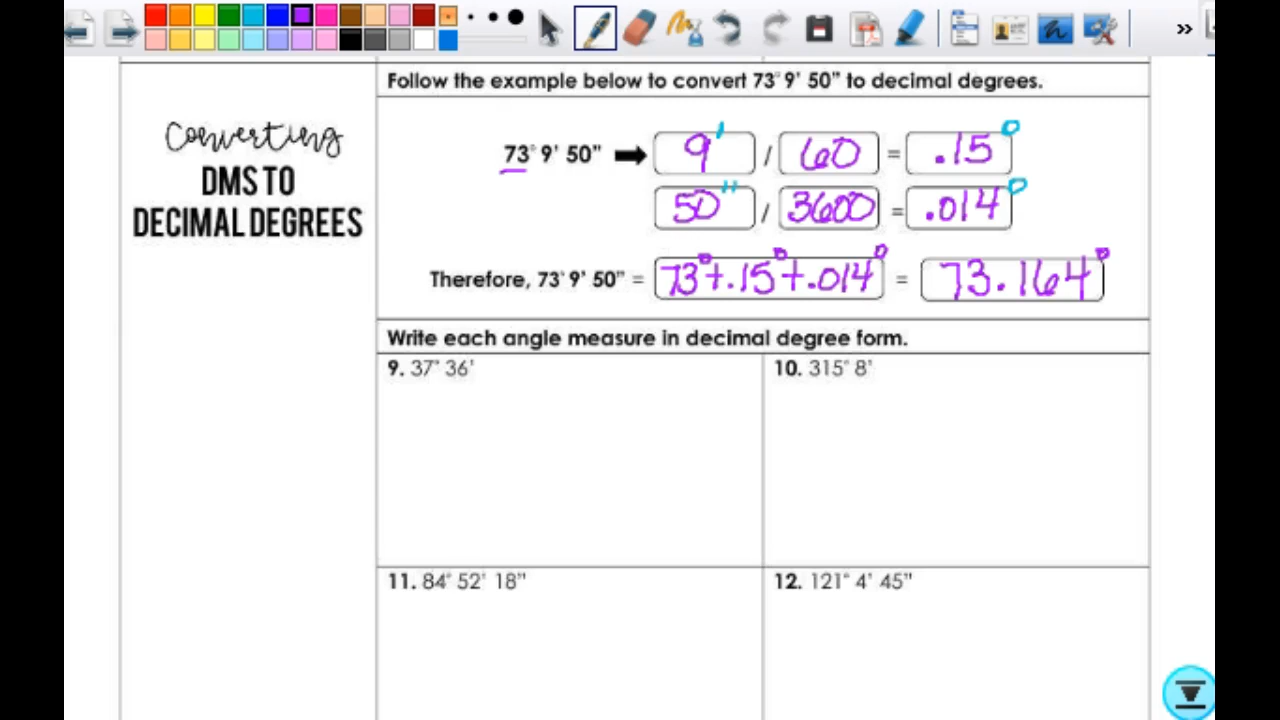 »
Follow the example below to convert 73° 9' 50" to decimal degrees.
Converting
DMS TO
DECIMAL DEGREES
73° 9' 50" ➡ 9' / 60 = .15°
50" / 3600 = .014°
Therefore, 73° 9' 50" = 73°+.15°+.014° = 73.164°
Write each angle measure in decimal degree form.
9. 37° 36'
10. 315° 8'
11. 84° 52' 18"
12. 121° 4' 45"